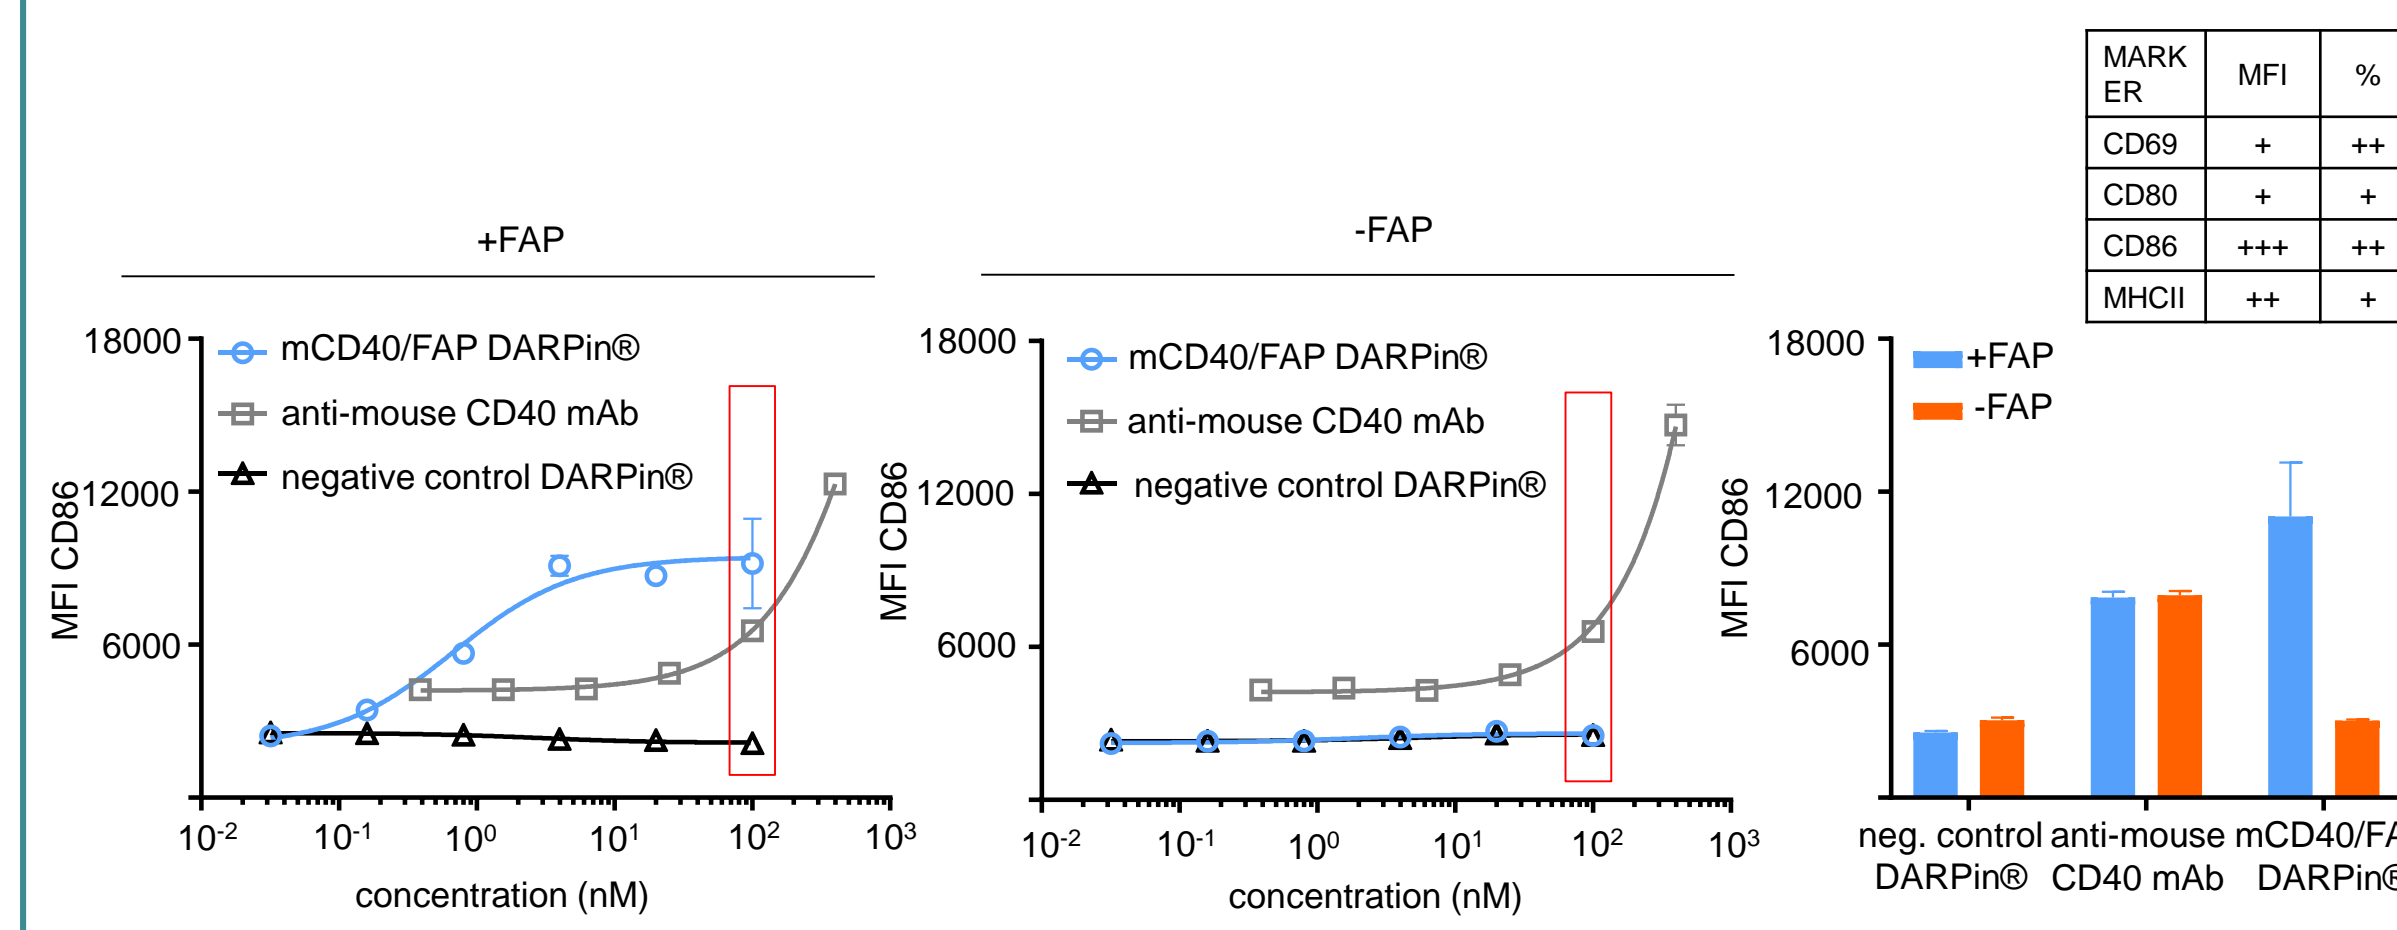 +FAP
18000
12000
6000
MFI CD86
mCD40/FAP DARPin®
anti-mouse CD40 mAb
negative control DARPin®
10-2 10-1 100 101 102 103
concentration (nM)
-FAP
18000
12000
6000
MFI CD86
mCD40/FAP DARPin®
anti-mouse CD40 mAb
negative control DARPin®
10-2 10-1 100 101 102 103
concentration (nM)
MARK
ER MFI %
CD69 + ++
CD80 + +
CD86 +++ ++
MHCII ++ +
18000
12000
6000
MFI CD86
+FAP
-FAP
neg. control
DARPin®
anti-mouse
CD40 mAb
mCD40/FA
DARPin®